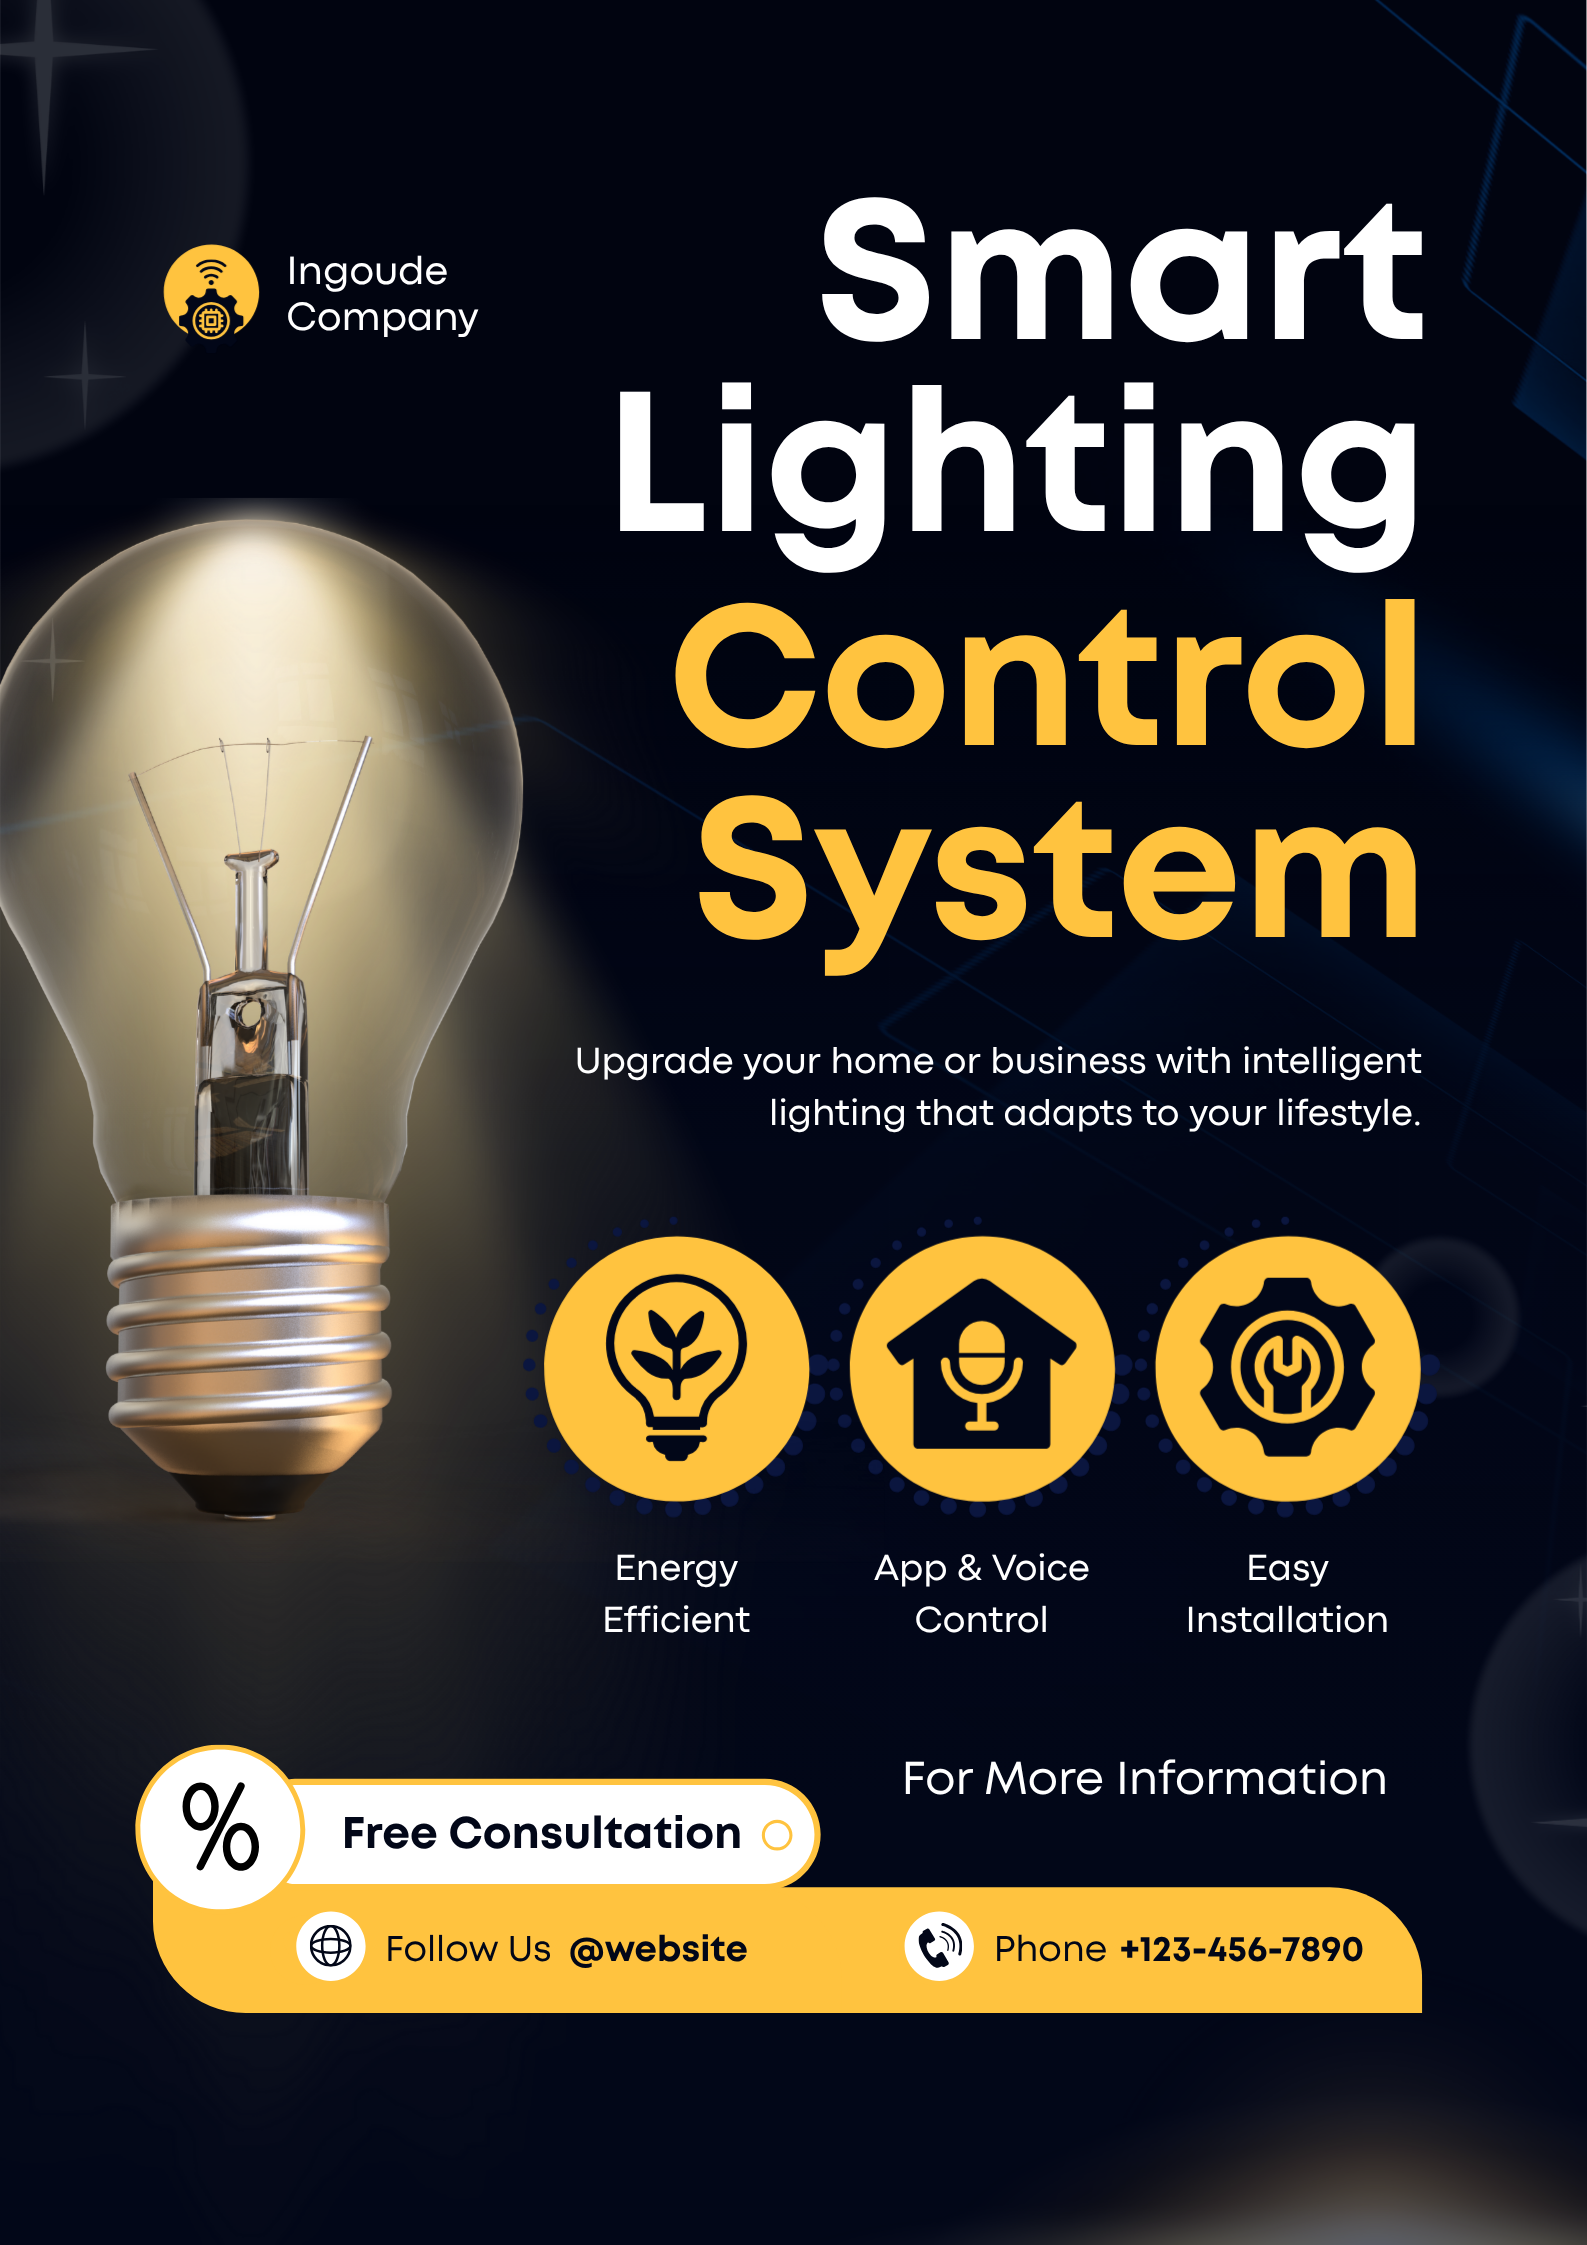 Ingoude
Company
Smart
Lighting
Control
System
Upgrade your home or business with intelligent
lighting that adapts to your lifestyle.
Energy
Efficient
App & Voice
Control
Easy
Installation
For More Information
%
Free Consultation
Follow Us @website
Phone +123-456-7890